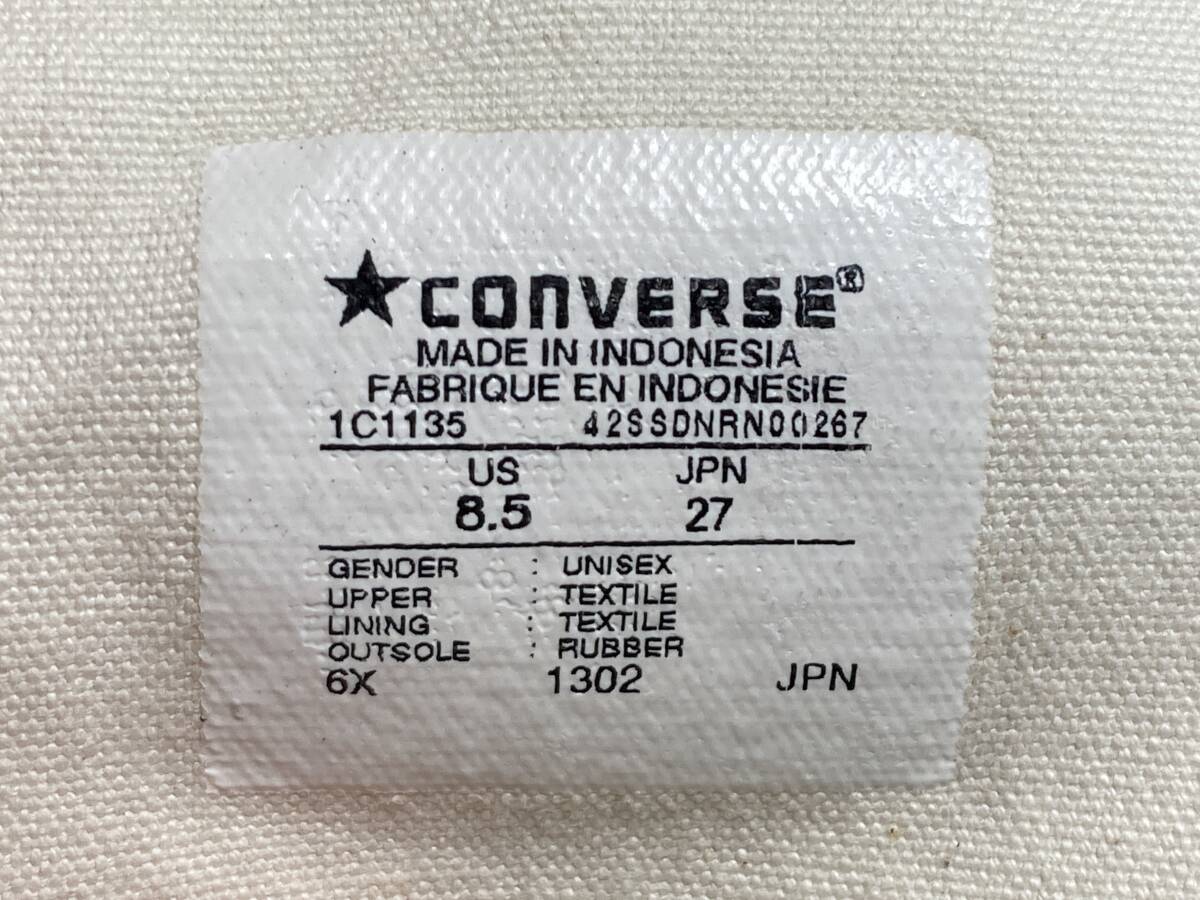 ★CONVERSE®
MADE IN INDONESIA
FABRIQUE EN INDONESIE
1C1135 42SSDNRN00267
US JPN
8.5 27
GENDER : UNISEX
UPPER : TEXTILE
LINING : TEXTILE
OUTSOLE : RUBBER
6X 1302 JPN